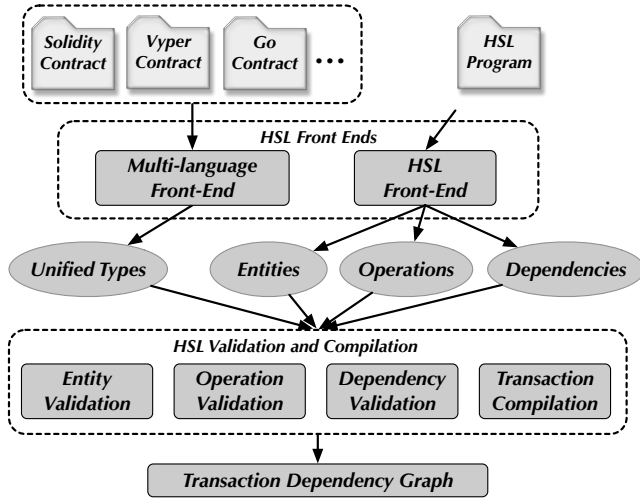 Solidity
Contract
Vyper
Contract
Go
Contract
...
HSL
Program
HSL Front Ends
Multi-language
Front-End
HSL
Front-End
Unified Types
Entities
Operations
Dependencies
HSL Validation and Compilation
Entity
Validation
Operation
Validation
Dependency
Validation
Transaction
Compilation
Transaction Dependency Graph